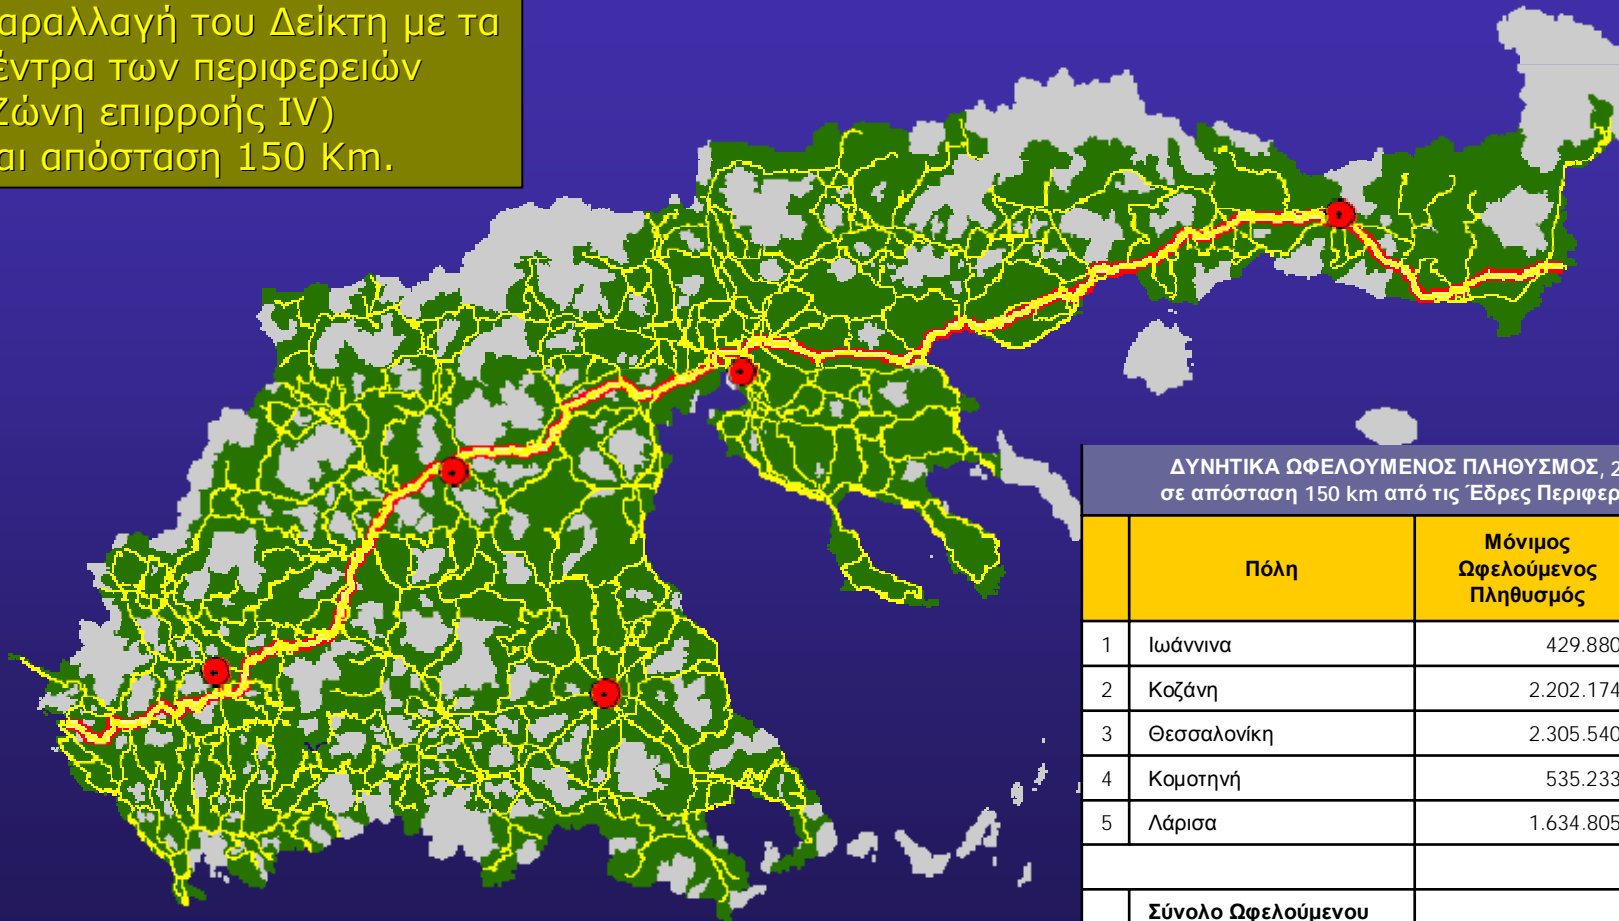 αραλλαγή του Δείκτη με τα
έντρα των περιφερειών
Ζώνη επιρροής IV)
αι απόσταση 150 Km.
ΔΥΝΗΤΙΚΑ ΩΦΕΛΟΥΜΕΝΟΣ ΠΛΗΘΥΣΜΟΣ, 2
σε απόσταση 150 km από τις Έδρες Περιφερ
Πόλη
Μόνιμος
Ωφελούμενος
Πληθυσμός
1 Ιωάννινα 429.880
2 Κοζάνη 2.202.174
3 Θεσσαλονίκη 2.305.540
4 Κομοτηνή 535.233
5 Λάρισα 1.634.805
Σύνολο Ωφελούμενου